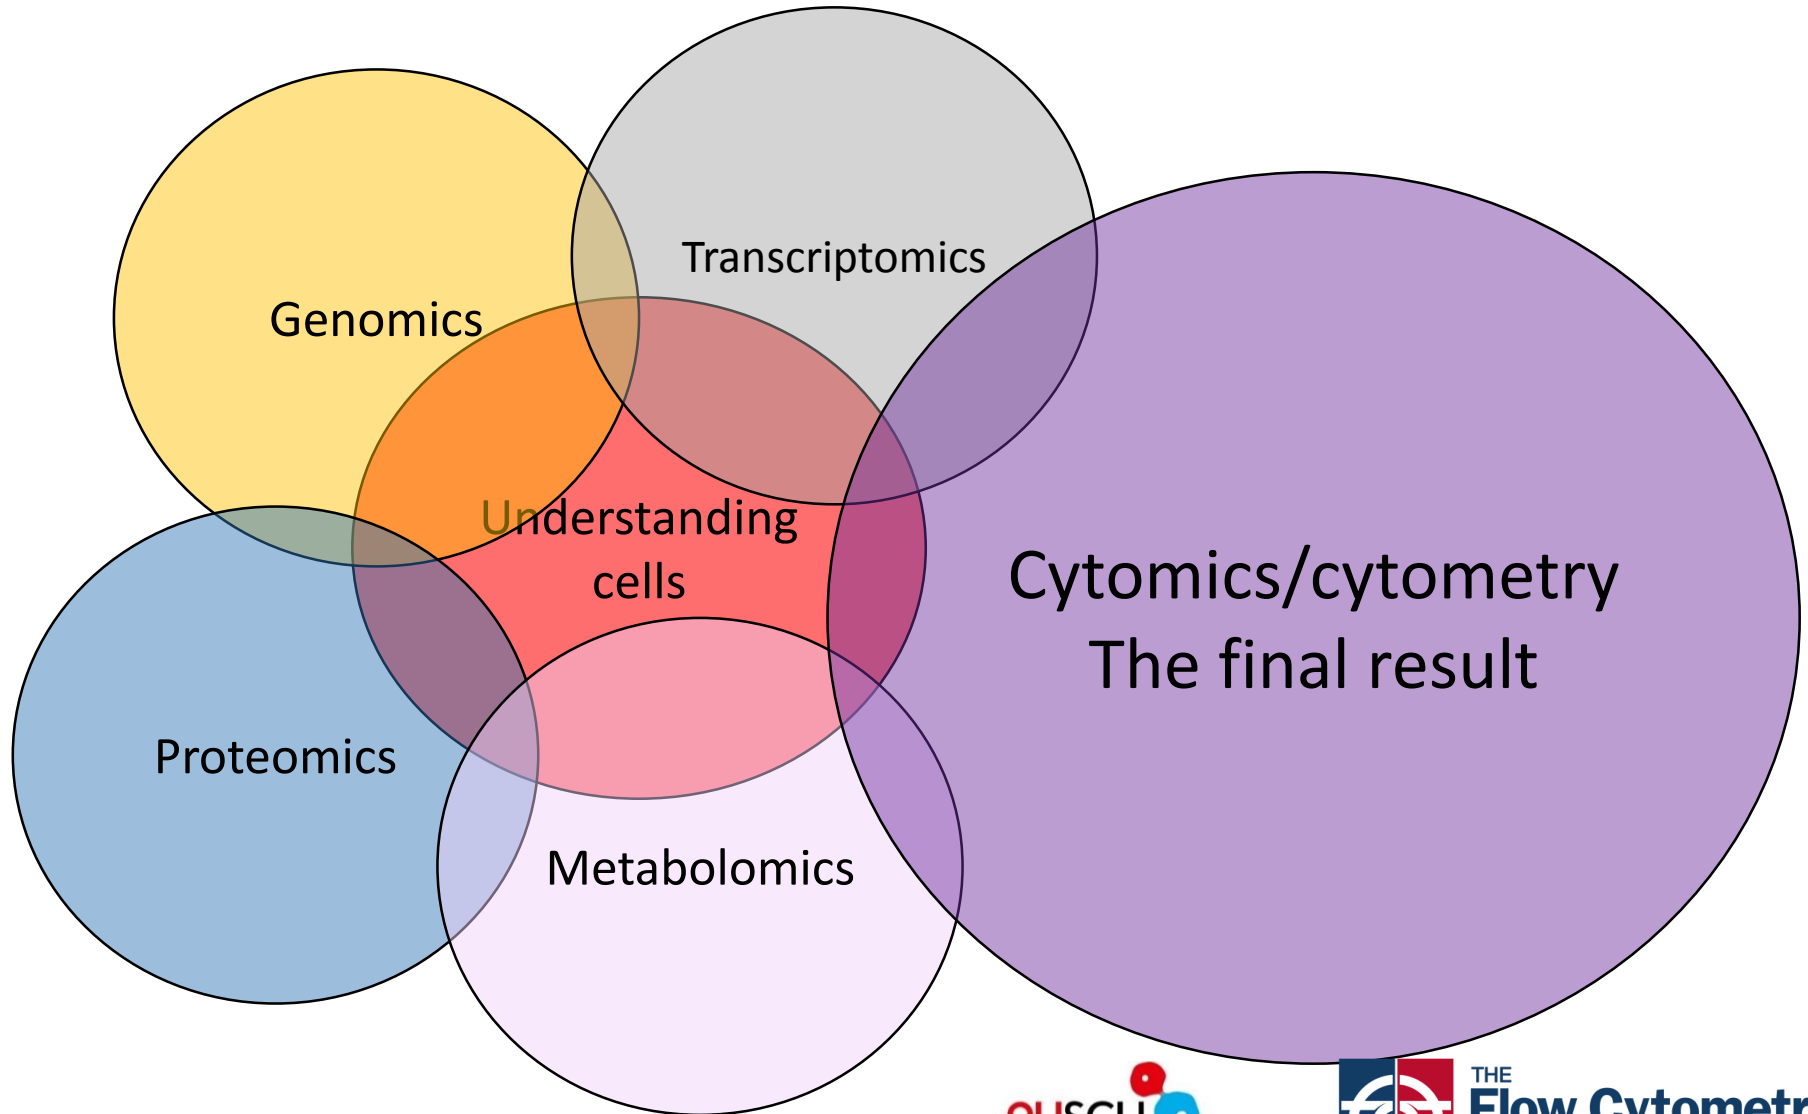 Transcriptomics
Genomics
Understanding
cells
Cytomics/cytometry
The final result
Proteomics
Metabolomics
THE